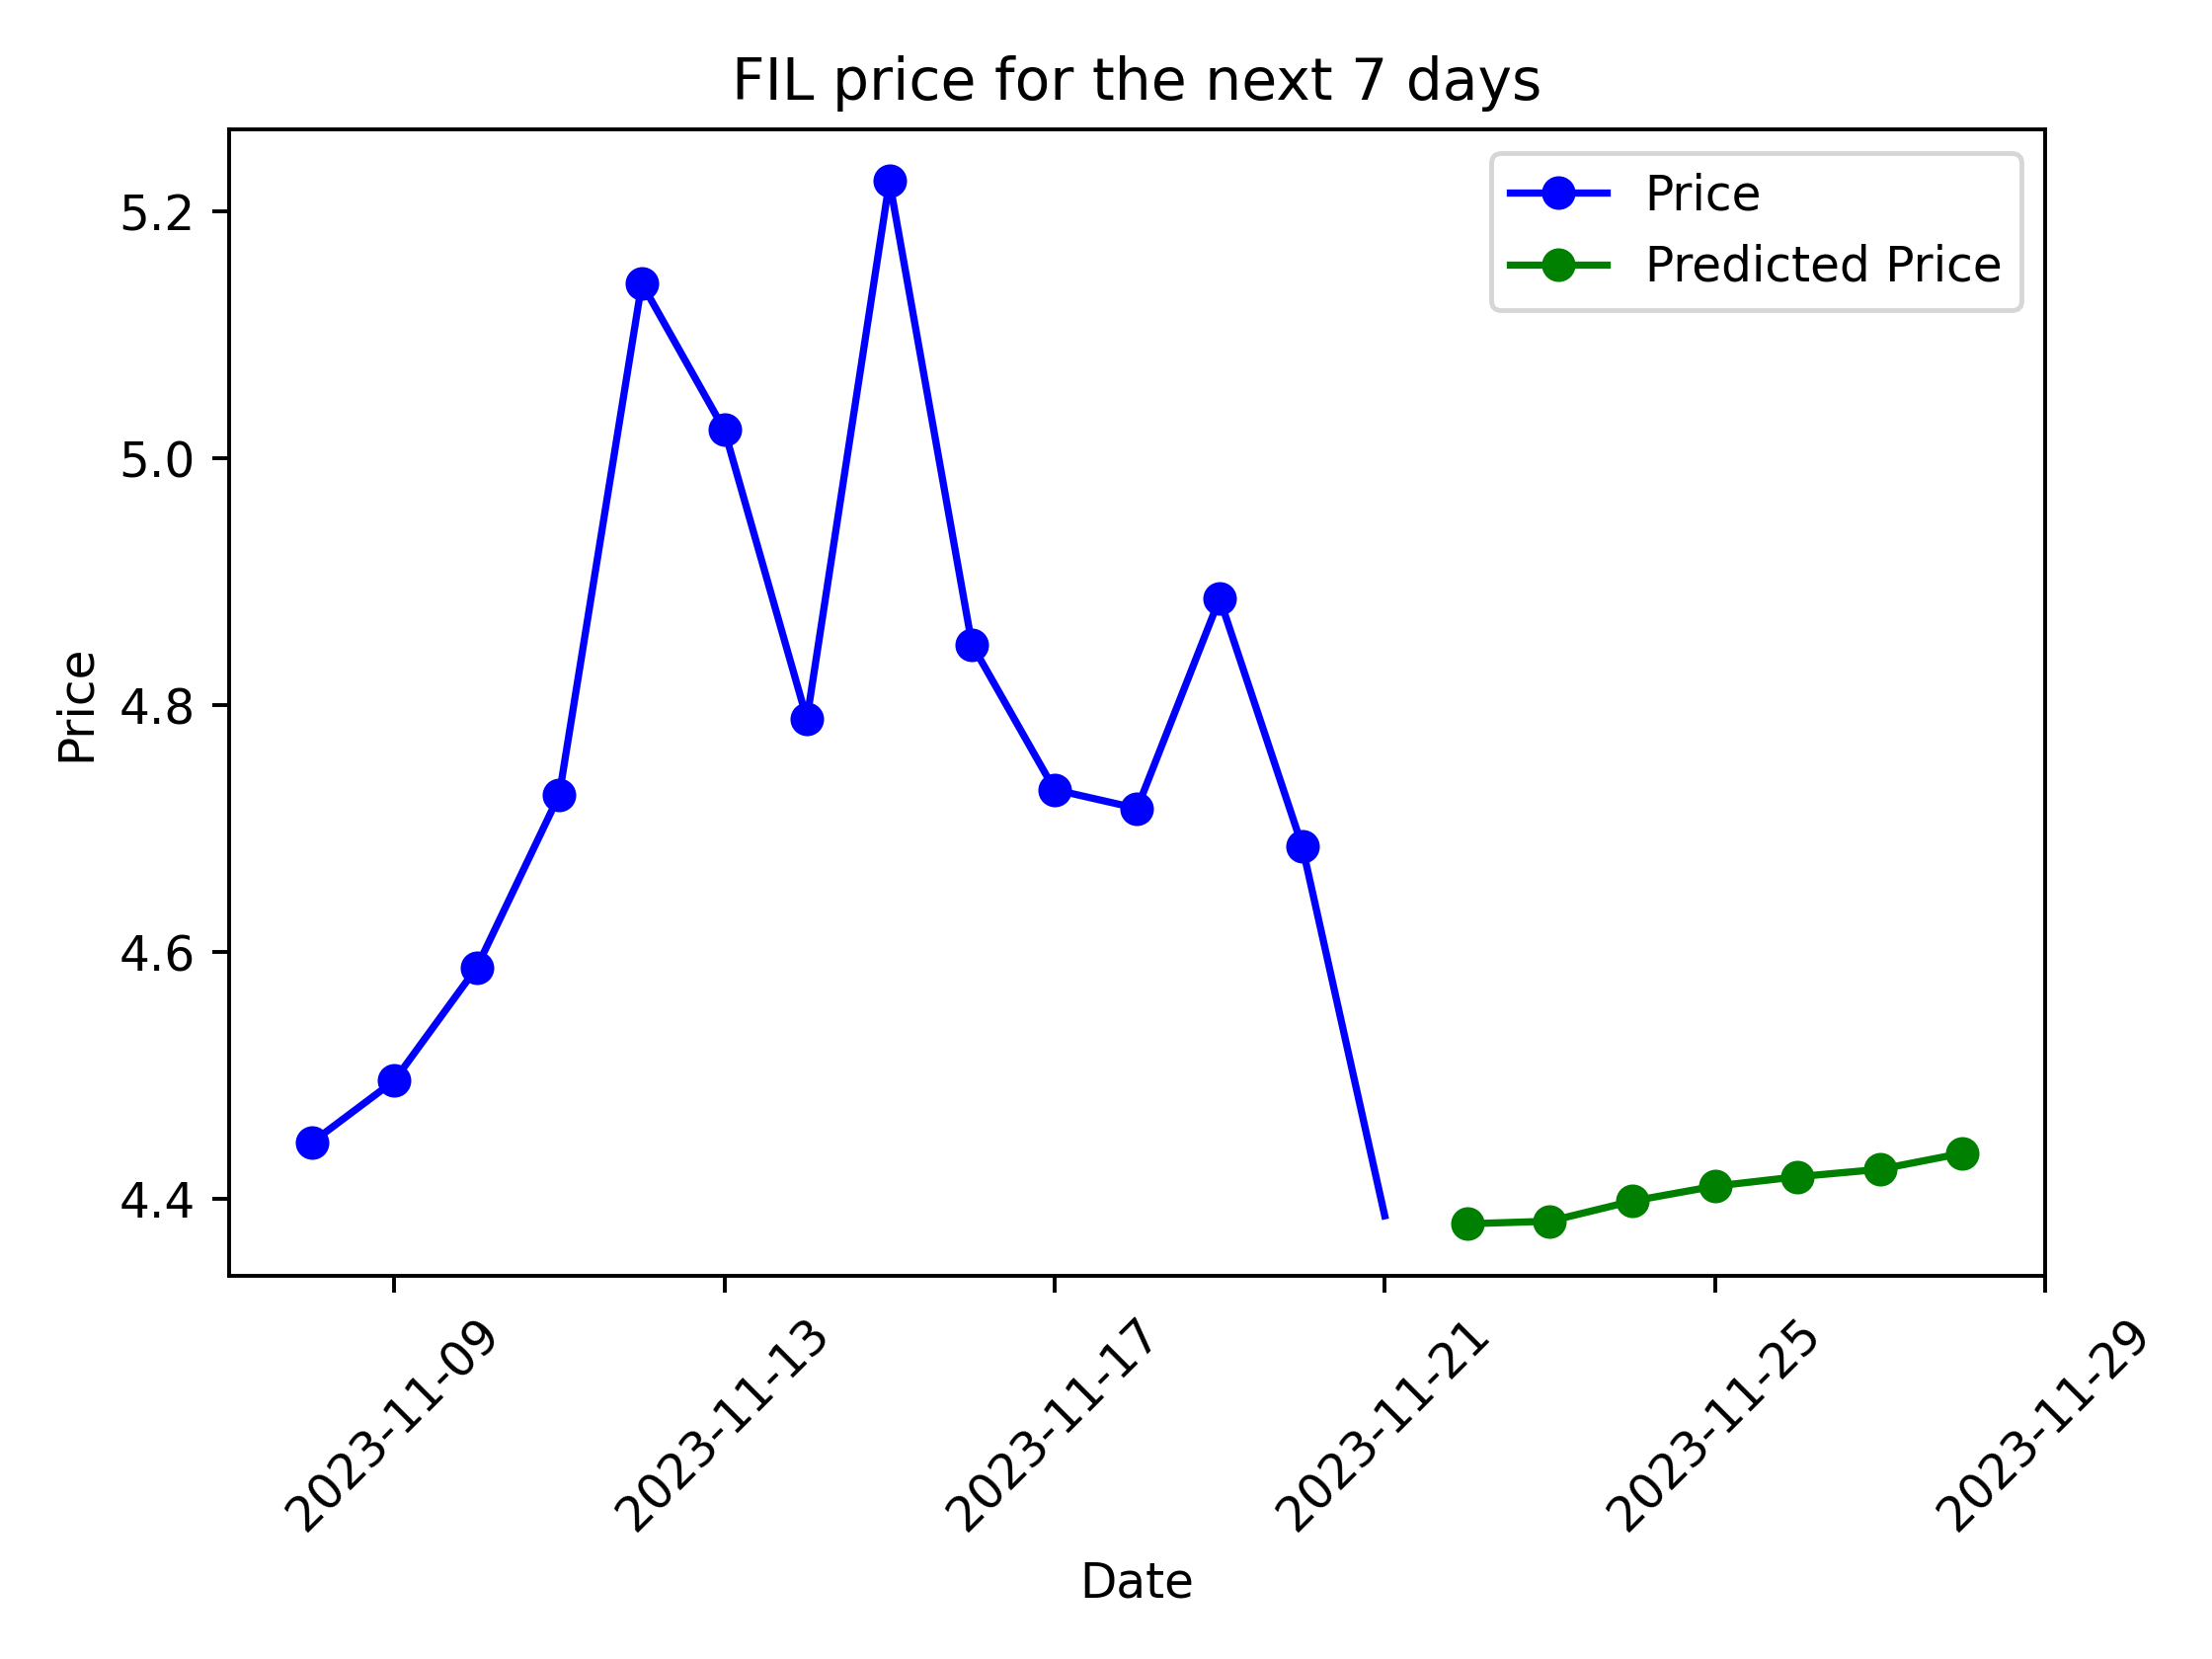 FIL price for the next 7 days
Price
Predicted Price
5.2
5.0
4.8
4.6
4.4
Price
2023-11-09
2023-11-13
2023-11-17
2023-11-21
2023-11-25
2023-11-29
Date